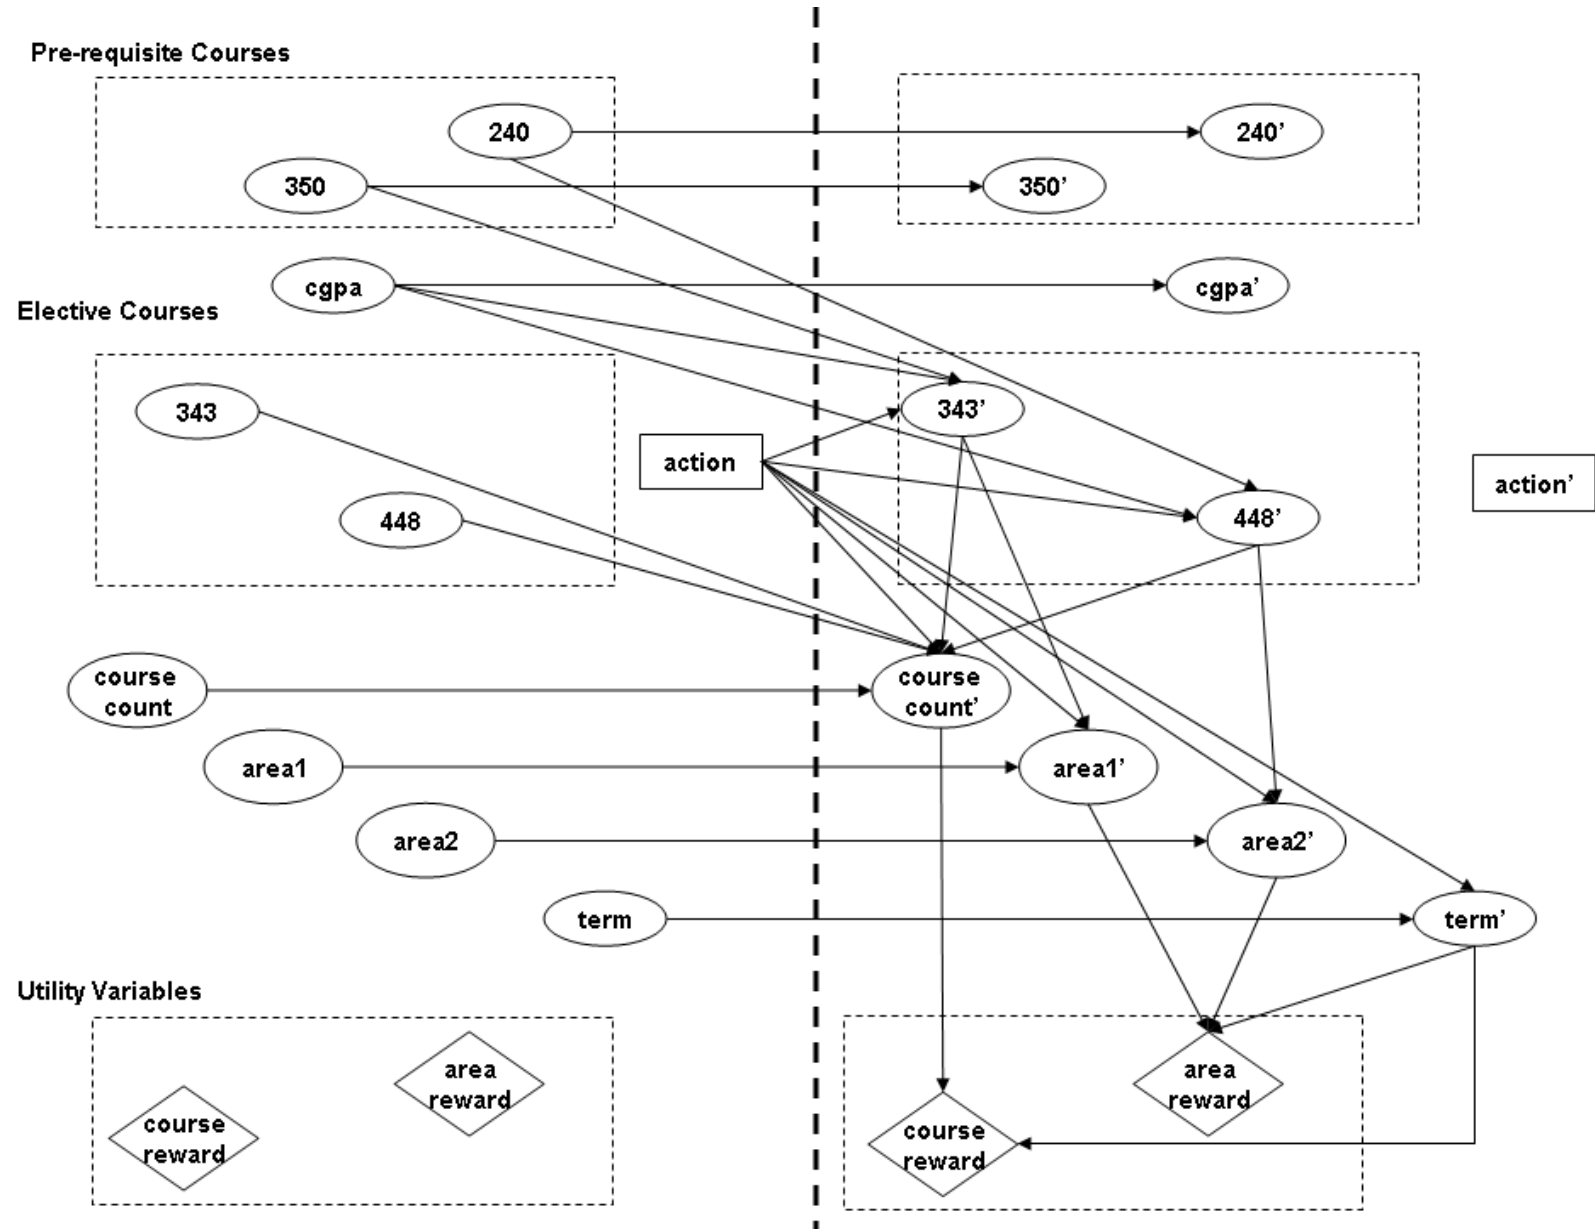 Pre-requisite Courses
240
240’
350
350’
cgpa
cgpa’
Elective Courses
343
343’
action
action’
448
448’
course
count
course
count’
area1
area1’
area2
area2’
term
term’
Utility Variables
area
reward
course
reward
area
reward
course
reward